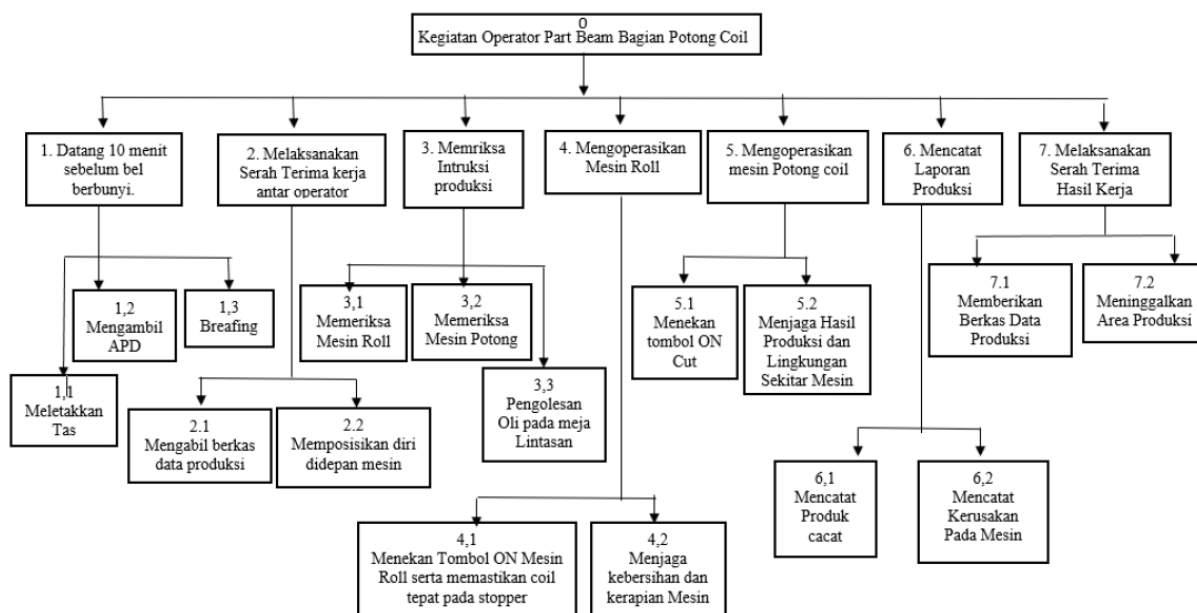 0
Kegiatan Operator Part Beam Bagian Potong Coil
1. Datang 10 menit
sebelum bel
berbunyi.
2. Melaksanakan
Serah Terima kerja
antar operator
3. Memriksa
Intruksi
produksi
4. Mengoperasikan
Mesin Roll
5. Mengoperasikan
mesin Potong coil
6. Mencatat
Laporan
Produksi
7. Melaksanakan
Serah Terima
Hasil Kerja
1,1
Meletakkan
Tas
1,2
Mengambil
APD
1,3
Breafing
2.1
Mengabil berkas
data produksi
2.2
Memposisikan diri
didepan mesin
3,1
Memeriksa
Mesin Roll
3,2
Memeriksa
Mesin Potong
3,3
Pengolesan
Oli pada meja
Lintasan
4,1
Menekan Tombol ON Mesin
Roll serta memastikan coil
tepat pada stopper
4,2
Menjaga
kebersihan dan
kerapian Mesin
5.1
Menekan
tombol ON
Cut
5.2
Menjaga Hasil
Produksi dan
Lingkungan
Sekitar Mesin
6,1
Mencatat
Produk
cacat
6,2
Mencatat
Kerusakan
Pada Mesin
7.1
Memberikan
Berkas Data
Produksi
7.2
Meninggalkan
Area Produksi